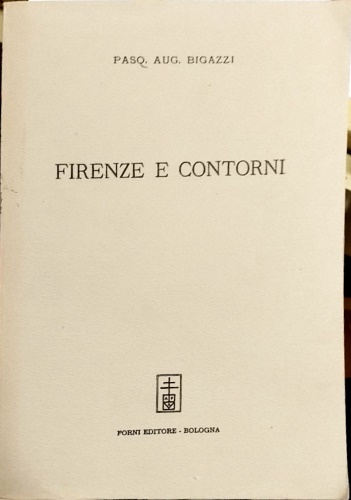 PASQ. AUG. BIGAZZI
FIRENZE E CONTORNI
FORNI EDITORE - BOLOGNA